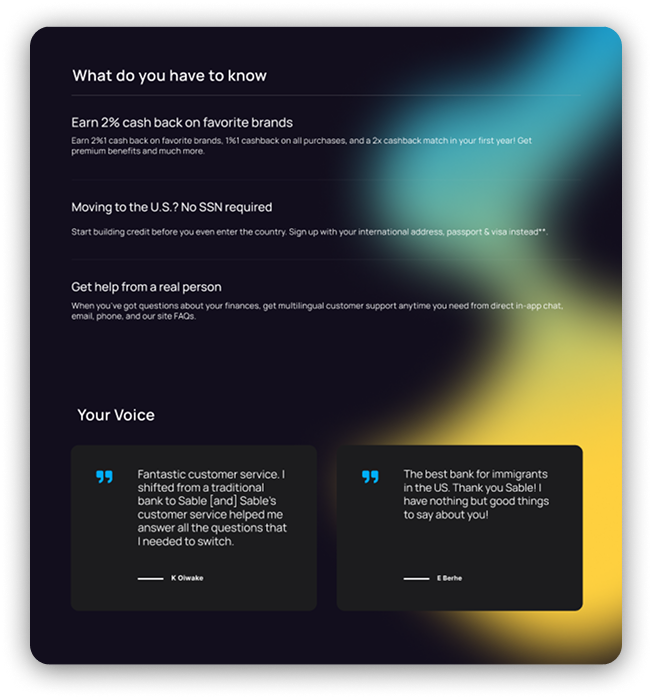 What do you have to know
Earn 2% cash back on favorite brands
Earn 2%1 cash back on favorite brands, 1%1 cashback on all purchases, and a 2x cashback match in your first year! Get
premium benefits and much more.
Moving to the U.S.? No SSN required
Start building credit before you even enter the country. Sign up with your international address, passport & visa instead**.
Get help from a real person
When you've got questions about your finances, get multilingual customer support anytime you need from direct in-app chat,
email, phone, and our site FAQs.
Your Voice
Fantastic customer service. I
shifted from a traditional
bank to Sable [and] Sable's
customer service helped me
answer all the questions that
I needed to switch.
K Oiwake
The best bank for immigrants
in the US. Thank you Sable! I
have nothing but good things
to say about you!
E Berhe